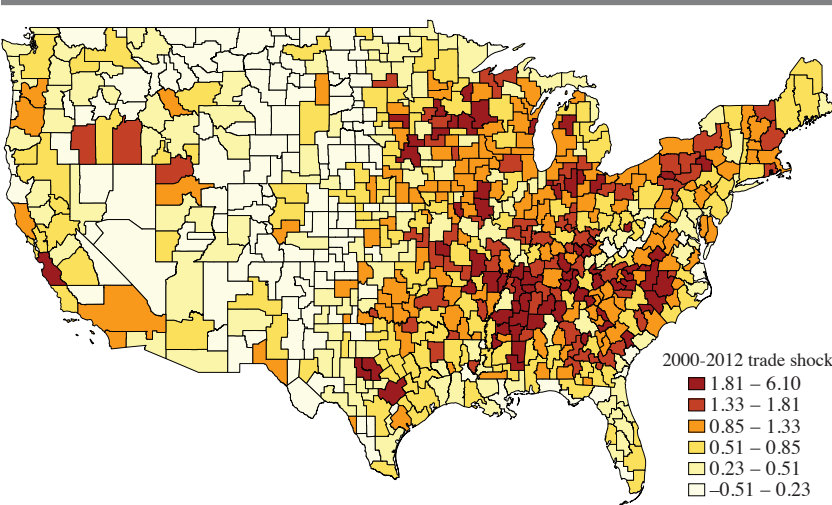 2000-2012 trade shock
1.81 – 6.10
1.33 – 1.81
0.85 – 1.33
0.51 – 0.85
0.23 – 0.51
–0.51 – 0.23